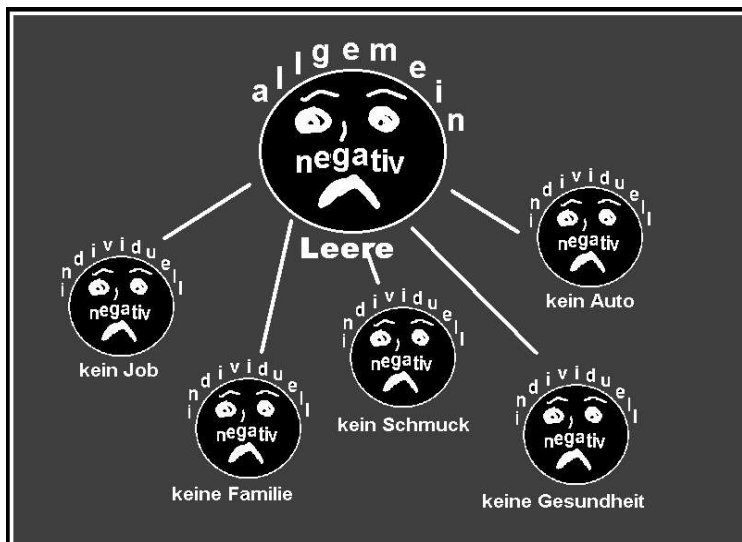 allgemein
negativ
Leere
individuell
negativ
kein Auto
individuell
negativ
kein Job
individuell
negativ
kein Schmuck
individuell
negativ
keine Familie
individuell
negativ
keine Gesundheit